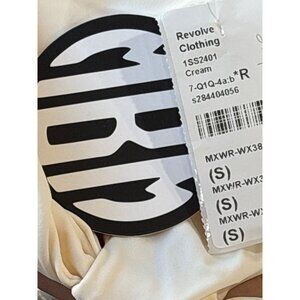 Revolve
Clothing
1SS2401
Cream
7-Q1Q-4a:b*R
s284404056
MXWR-WX38
(S)
MXWR-WX3
(S)
MXWR-WX
(S)